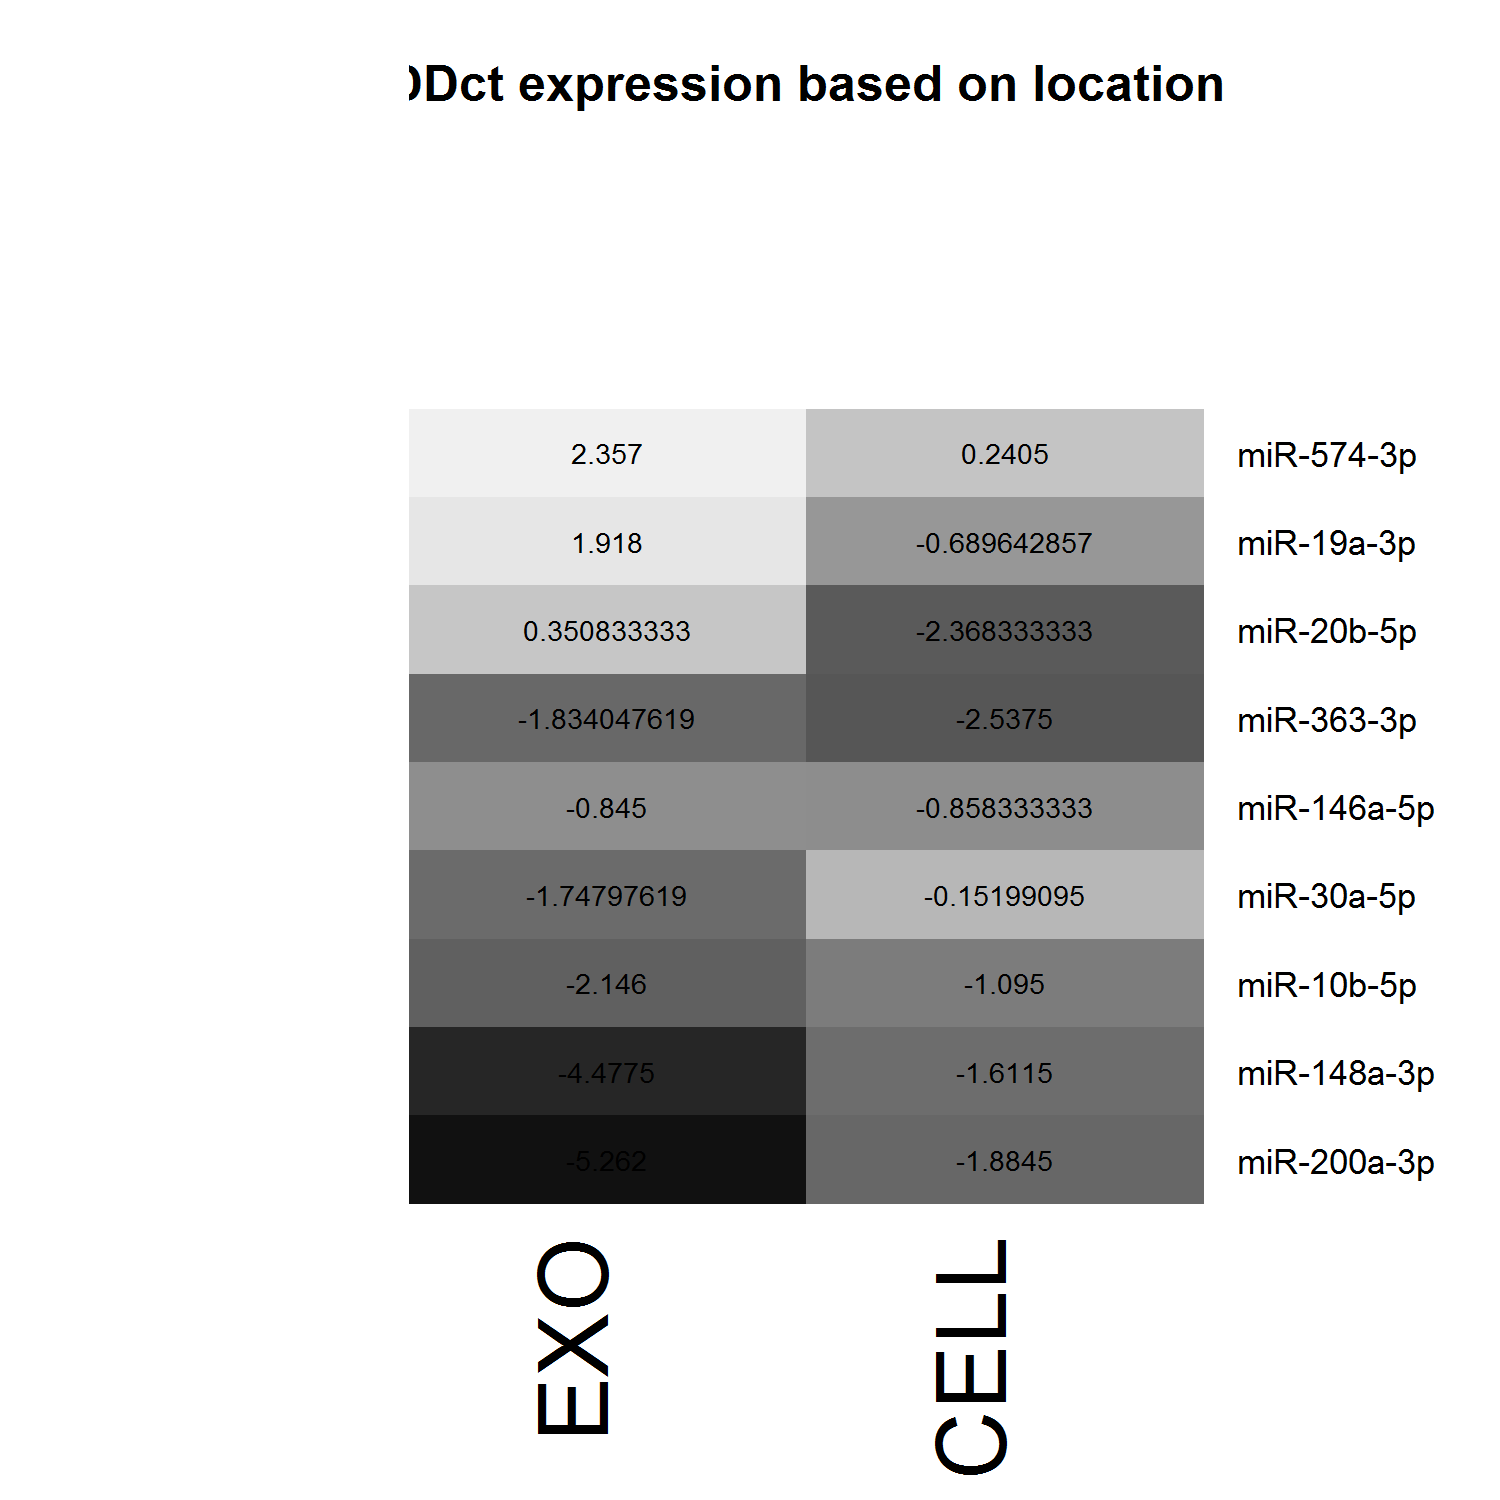 DDct expression based on location
2.357 0.2405 miR-574-3p
1.918 -0.689642857 miR-19a-3p
0.350833333 -2.368333333 miR-20b-5p
-1.834047619 -2.5375 miR-363-3p
-0.845 -0.858333333 miR-146a-5p
-1.74797619 -0.15199095 miR-30a-5p
-2.146 -1.095 miR-10b-5p
-4.4775 -1.6115 miR-148a-3p
-5.262 -1.8845 miR-200a-3p
EXO CELL